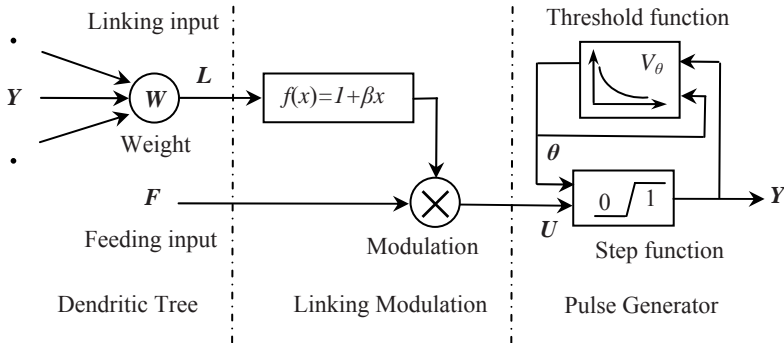 Linking input
Threshold function
Y
W
L
f(x)=1+βx
Vθ
Weight
θ
F
0 1
Y
Feeding input
Modulation
U
Step function
Dendritic Tree
Linking Modulation
Pulse Generator